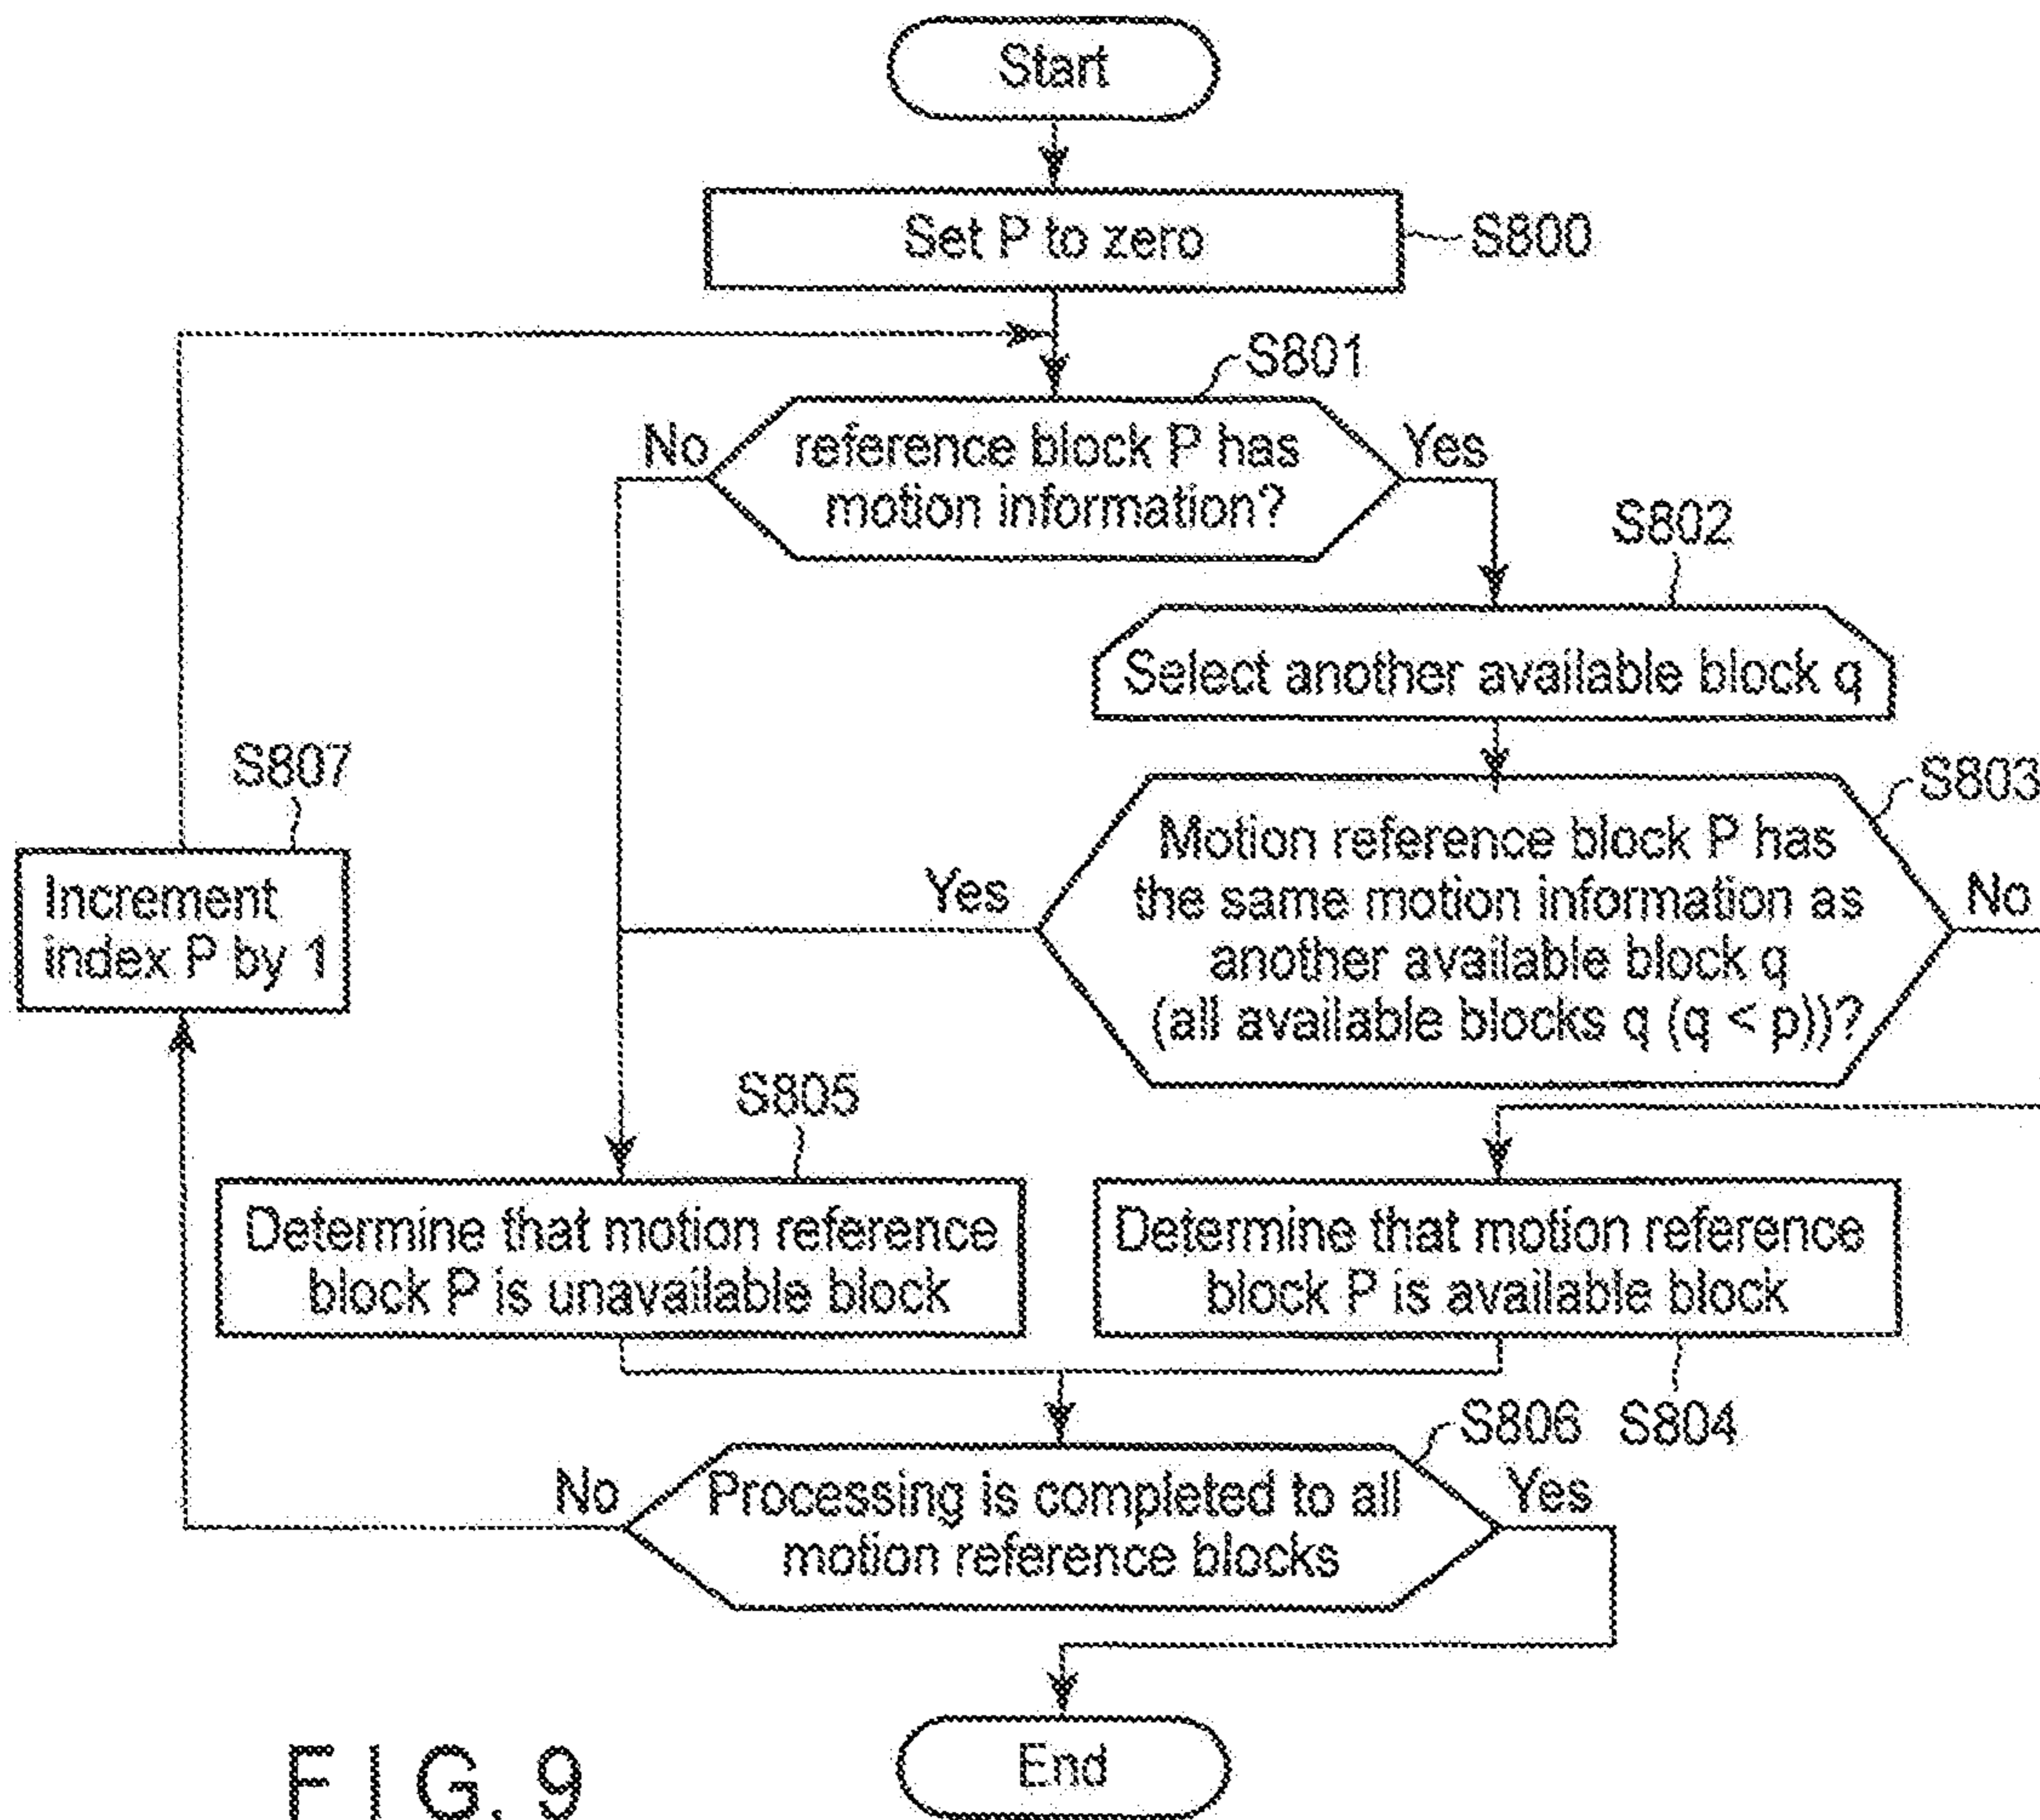 Start
Set P to zero
S800
S801
No
reference block P has
motion information?
Yes
S802
Select another available block q
S807
S803
Increment
index P by 1
Yes
Motion reference block P has
the same motion information as
another available block q
(all available blocks q (q < p))?
No
S805
Determine that motion reference
block P is unavailable block
Determine that motion reference
block P is available block
S806
S804
No
Processing is completed to all
motion reference blocks
Yes
End
FIG. 9